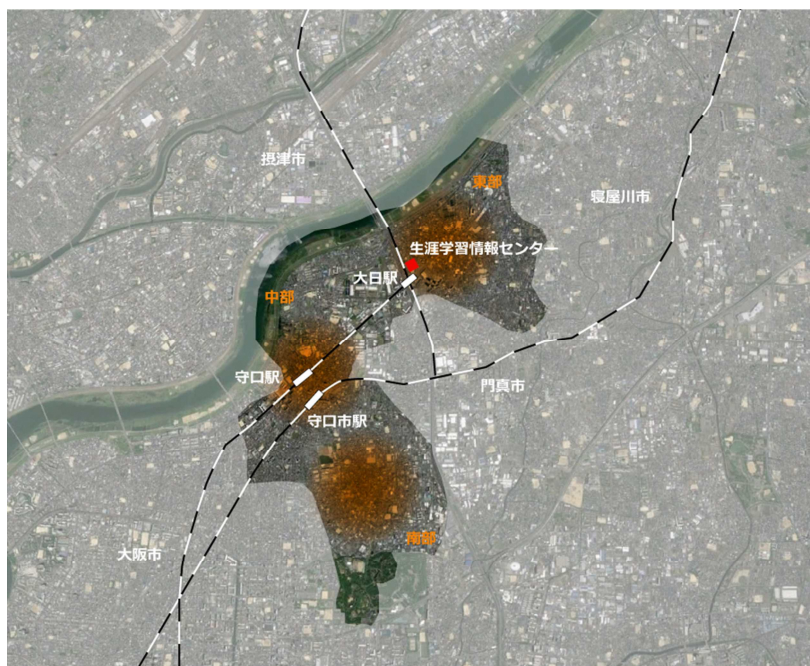 摂津市
東部
寝屋川市
生涯学習情報センター
大日駅
中部
守口駅
門真市
守口市駅
南部
大阪市